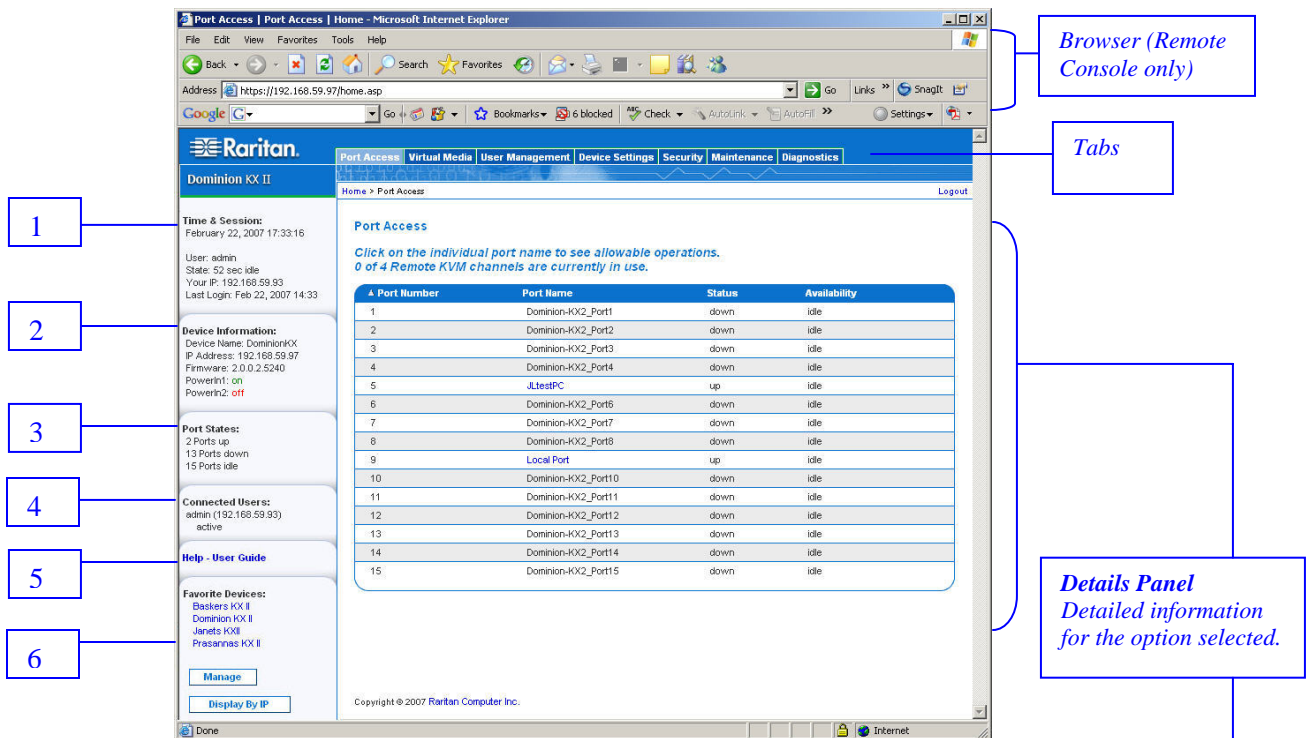 Port Access | Port Access | Home - Microsoft Internet Explorer
File Edit View Favorites Tools Help
Back Search Favorites
Address https://192.168.59.97/home.asp Go Links » SnagIt
Google G Go Bookmarks 6 blocked Check AutoLink AutoFill » Settings
Browser (Remote
Console only)
Raritan.
Port Access Virtual Media User Management Device Settings Security Maintenance Diagnostics
Tabs
Dominion KX II
Home > Port Access Logout
1
Time & Session:
February 22, 2007 17:33:16
User: admin
State: 52 sec idle
Your IP: 192.168.59.93
Last Login: Feb 22, 2007 14:33
2
Device Information:
Device Name: DominionKX
IP Address: 192.168.59.97
Firmware: 2.0.0.2.5240
PowerIn1: on
PowerIn2: off
3
Port States:
2 Ports up
13 Ports down
15 Ports idle
4
Connected Users:
admin (192.168.59.93)
active
5
Help - User Guide
6
Favorite Devices:
Baskers KX II
Dominion KX II
Janets KXII
Prasannas KX II
Manage
Display By IP
Port Access
Click on the individual port name to see allowable operations.
0 of 4 Remote KVM channels are currently in use.
▲ Port Number Port Name Status Availability
1 Dominion-KX2_Port1 down idle
2 Dominion-KX2_Port2 down idle
3 Dominion-KX2_Port3 down idle
4 Dominion-KX2_Port4 down idle
5 JLtestPC up idle
6 Dominion-KX2_Port6 down idle
7 Dominion-KX2_Port7 down idle
8 Dominion-KX2_Port8 down idle
9 Local Port up idle
10 Dominion-KX2_Port10 down idle
11 Dominion-KX2_Port11 down idle
12 Dominion-KX2_Port12 down idle
13 Dominion-KX2_Port13 down idle
14 Dominion-KX2_Port14 down idle
15 Dominion-KX2_Port15 down idle
Copyright © 2007 Raritan Computer Inc.
Details Panel
Detailed information
for the option selected.
Done Internet